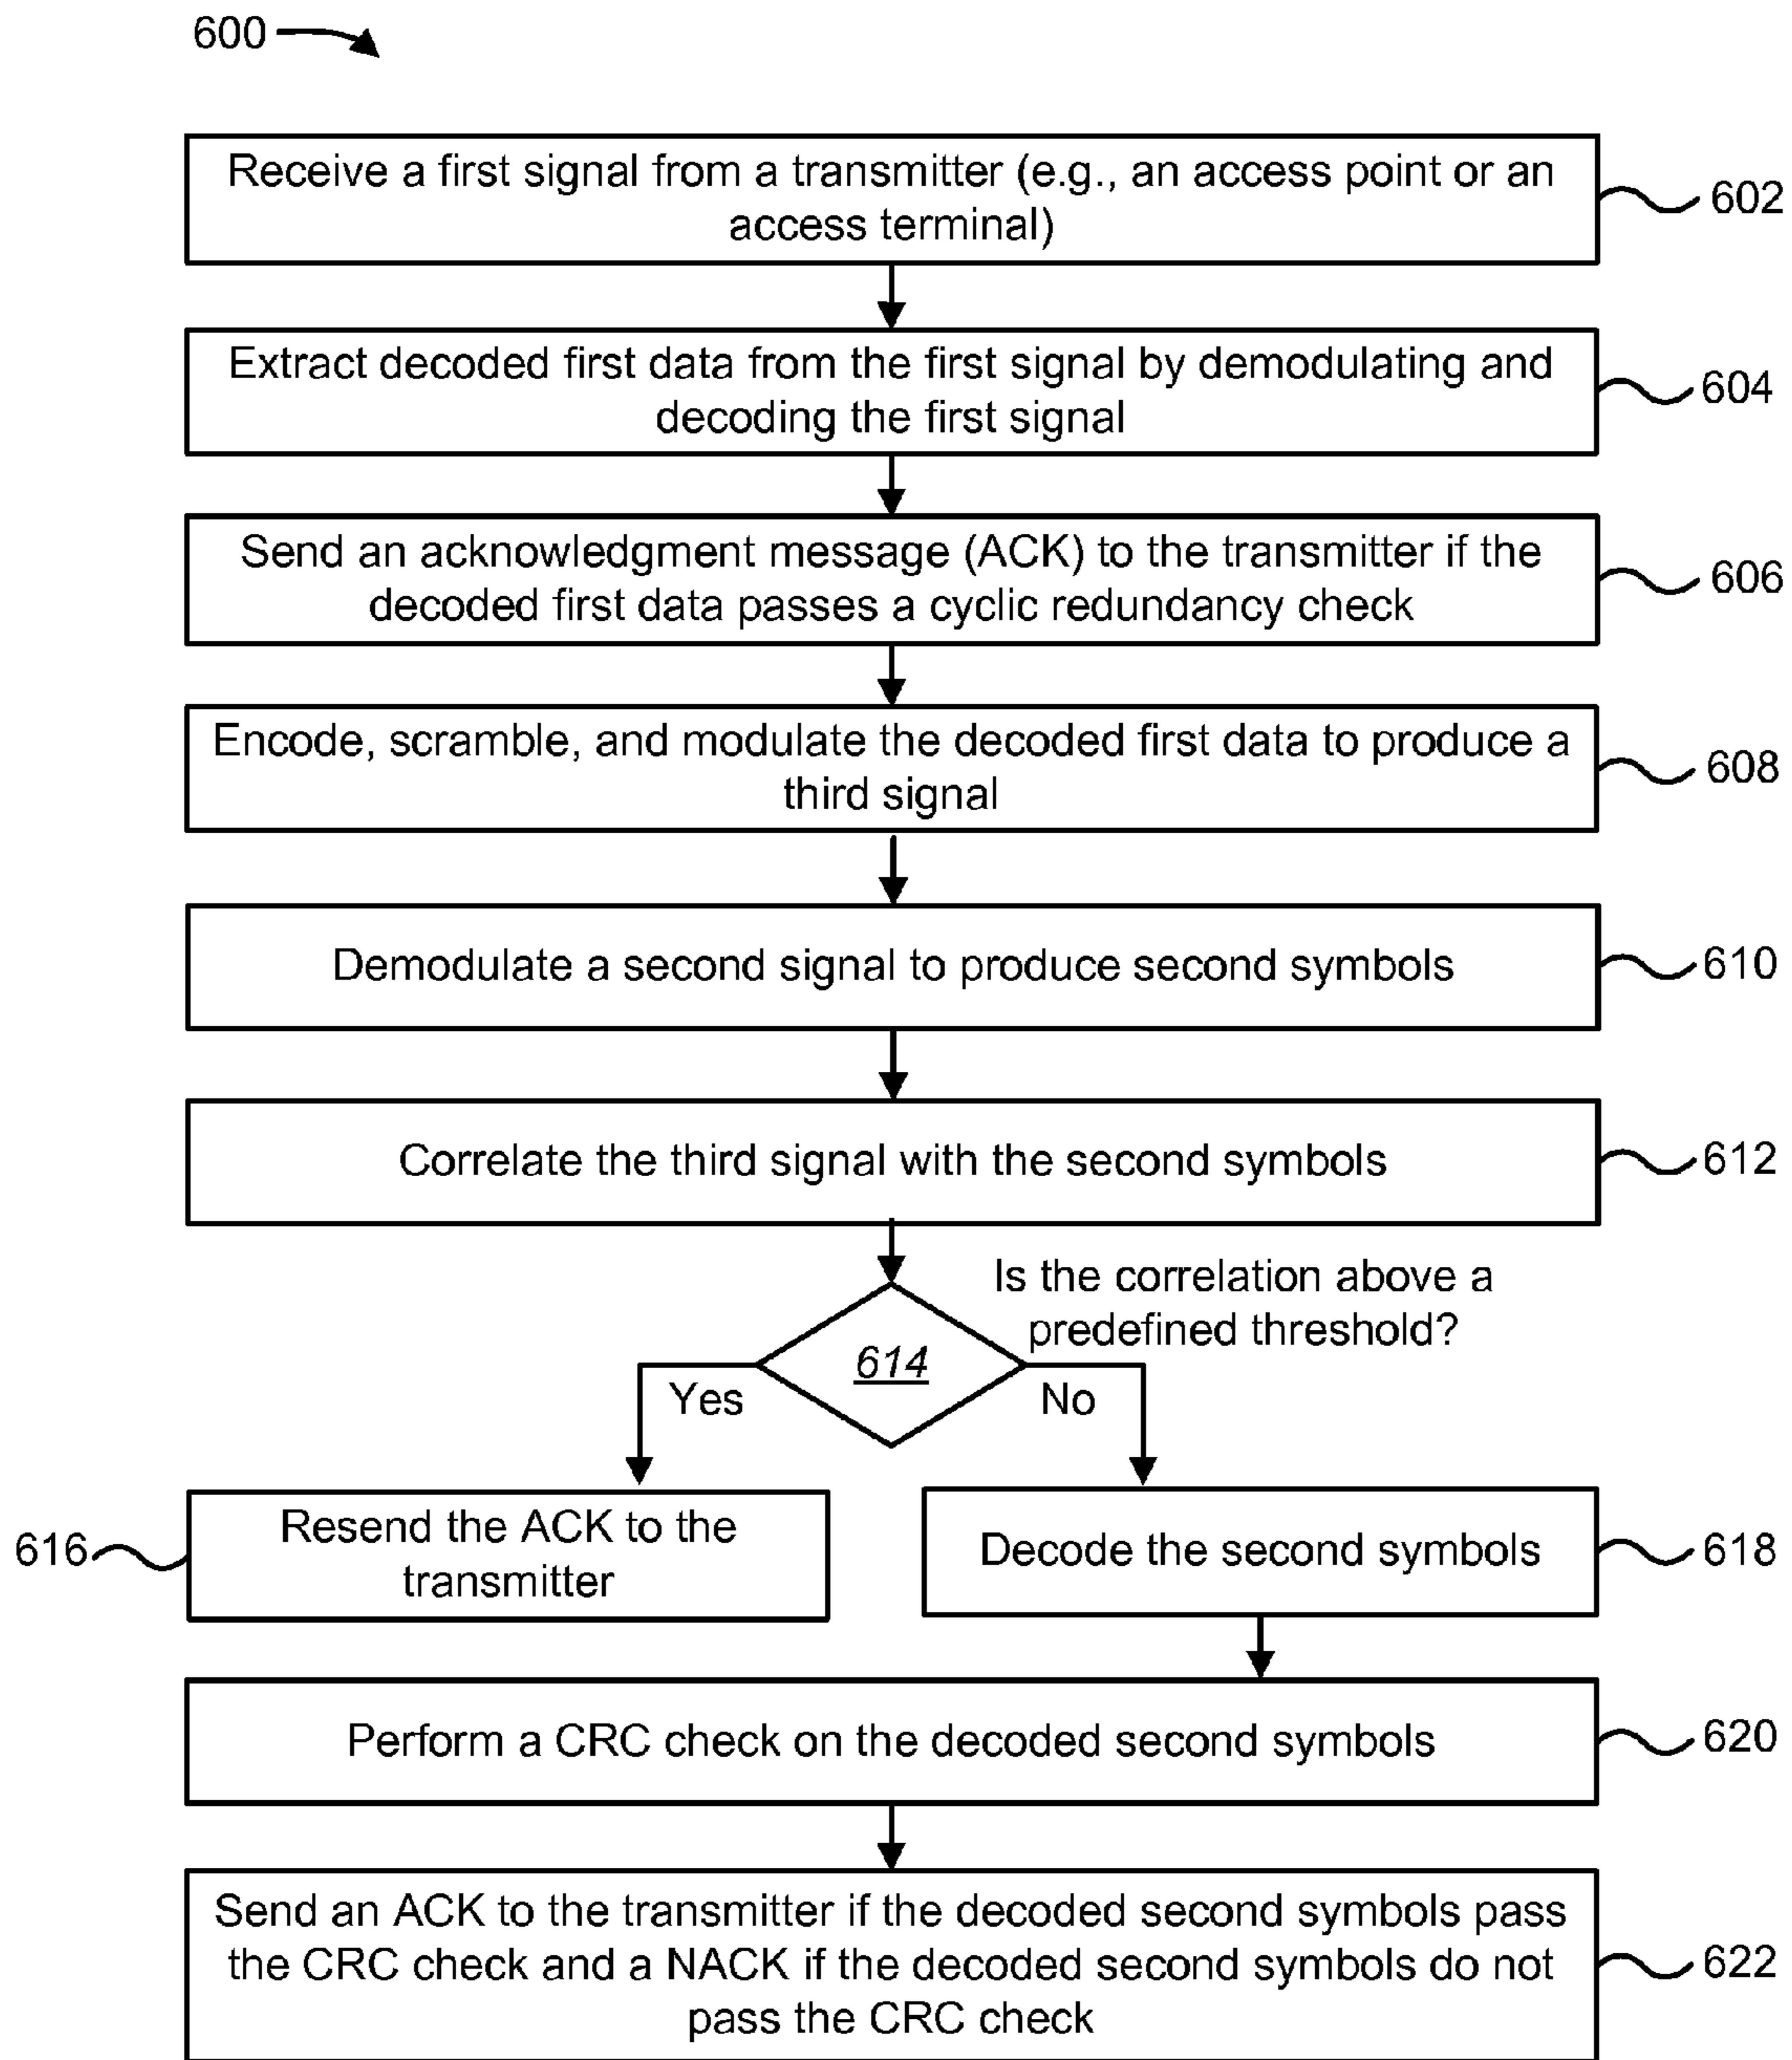 600
Receive a first signal from a transmitter (e.g., an access point or an
access terminal)
602
Extract decoded first data from the first signal by demodulating and
decoding the first signal
604
Send an acknowledgment message (ACK) to the transmitter if the
decoded first data passes a cyclic redundancy check
606
Encode, scramble, and modulate the decoded first data to produce a
third signal
608
Demodulate a second signal to produce second symbols
610
Correlate the third signal with the second symbols
612
Is the correlation above a
predefined threshold?
614
Yes
No
616
Resend the ACK to the
transmitter
Decode the second symbols
618
Perform a CRC check on the decoded second symbols
620
Send an ACK to the transmitter if the decoded second symbols pass
the CRC check and a NACK if the decoded second symbols do not
pass the CRC check
622